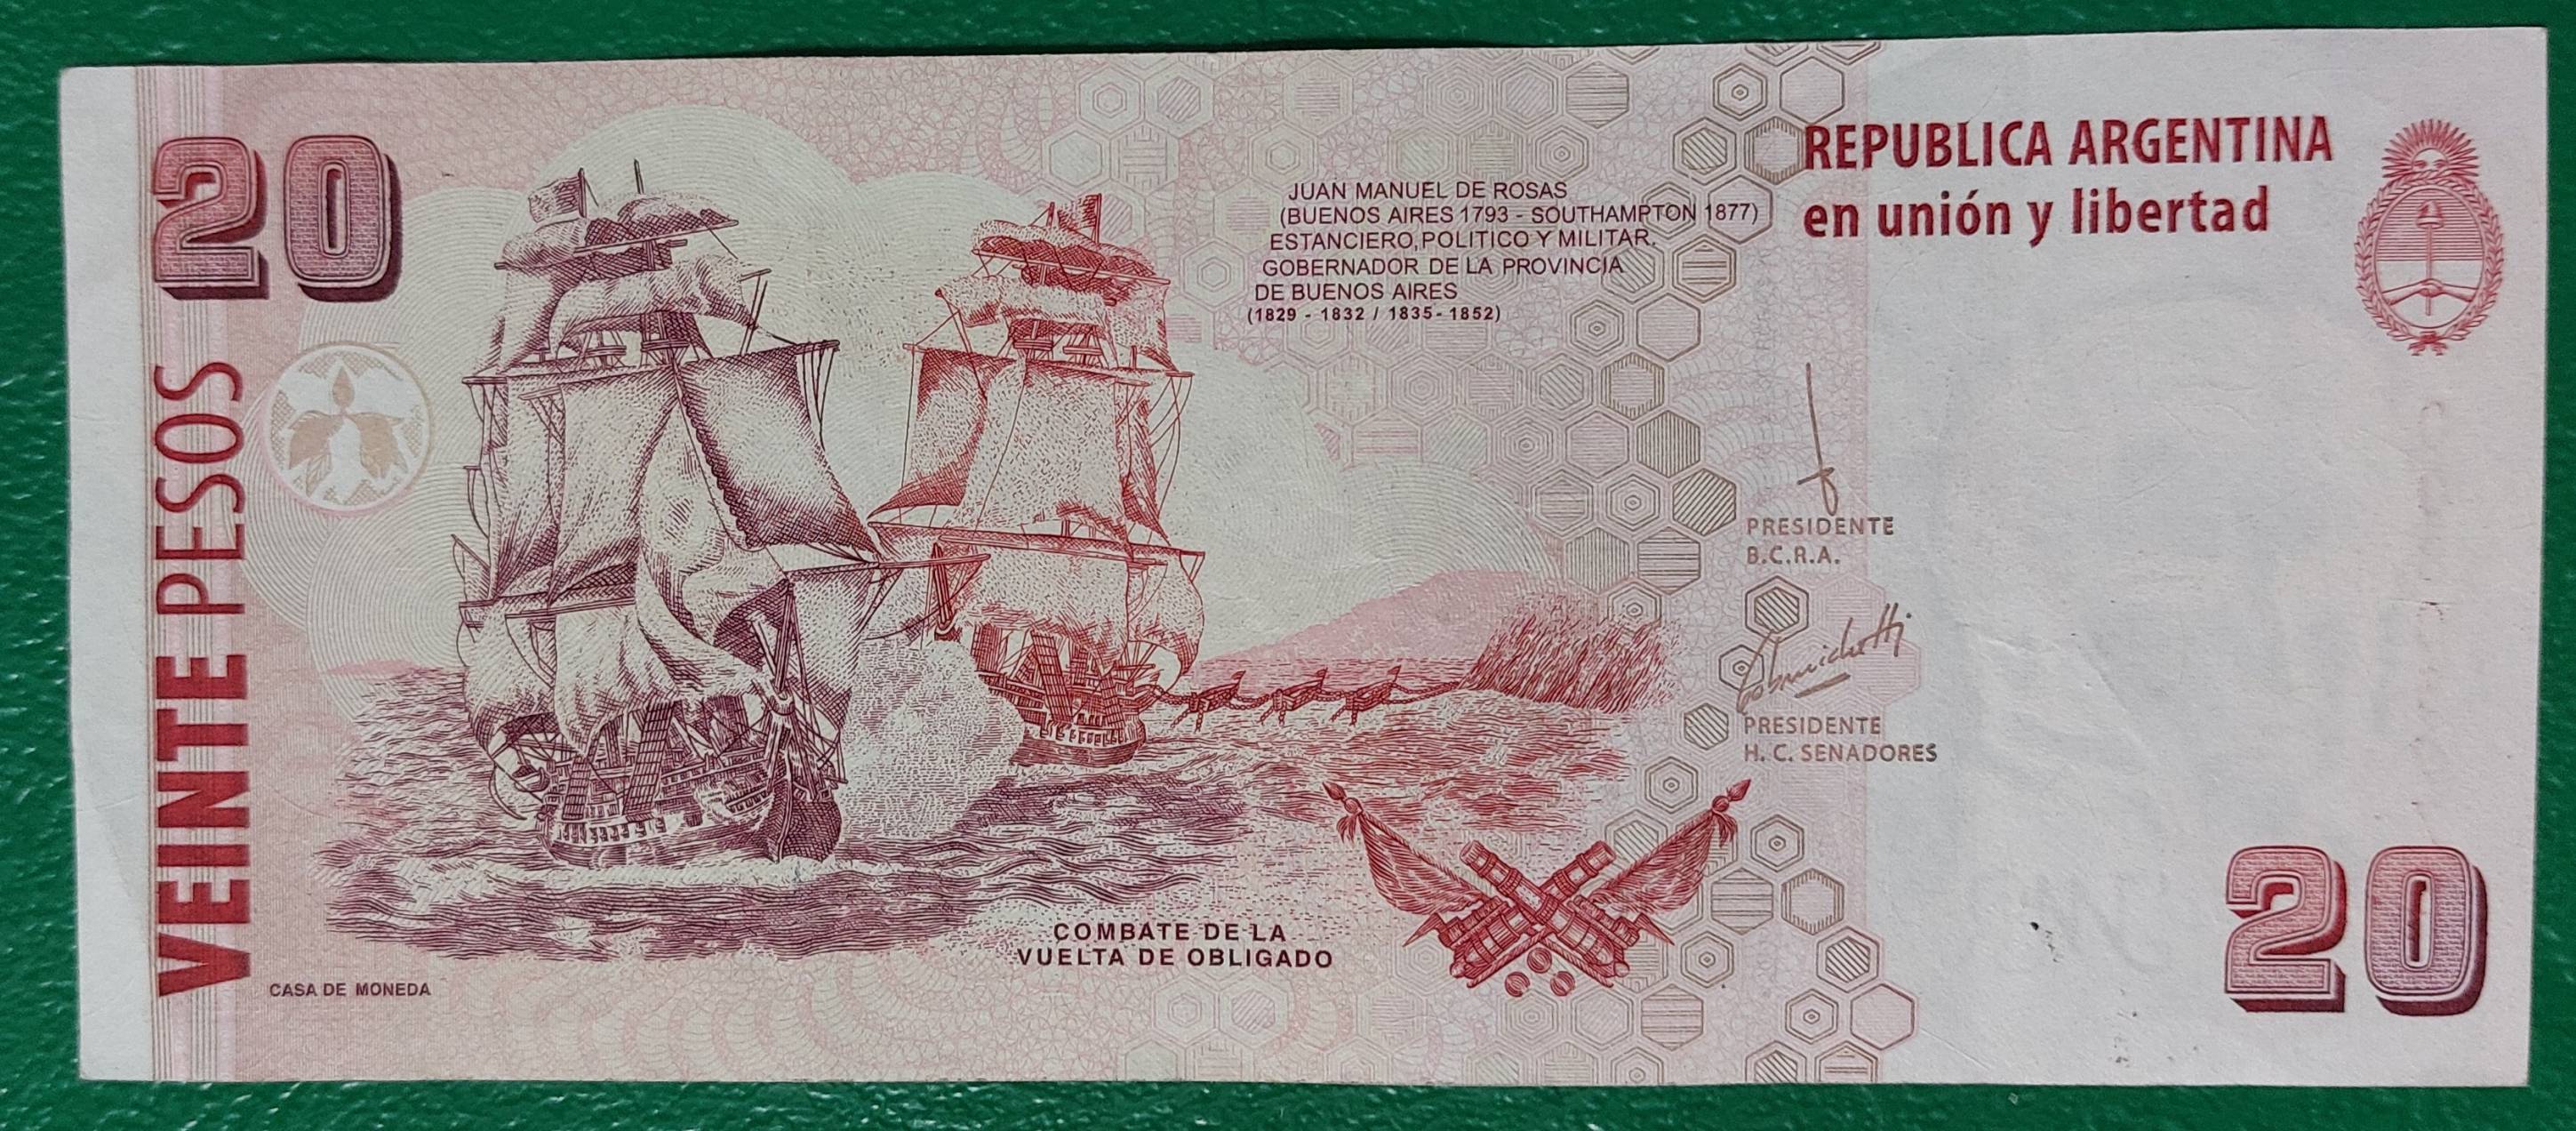 20
VEINTE PESOS
JUAN MANUEL DE ROSAS
(BUENOS AIRES 1793 - SOUTHAMPTON 1877)
ESTANCIERO, POLITICO Y MILITAR.
GOBERNADOR DE LA PROVINCIA
DE BUENOS AIRES
(1829 - 1832 / 1835 - 1852)
REPUBLICA ARGENTINA
en unión y libertad
PRESIDENTE
B.C.R.A.
PRESIDENTE
H. C. SENADORES
COMBATE DE LA
VUELTA DE OBLIGADO
CASA DE MONEDA
20